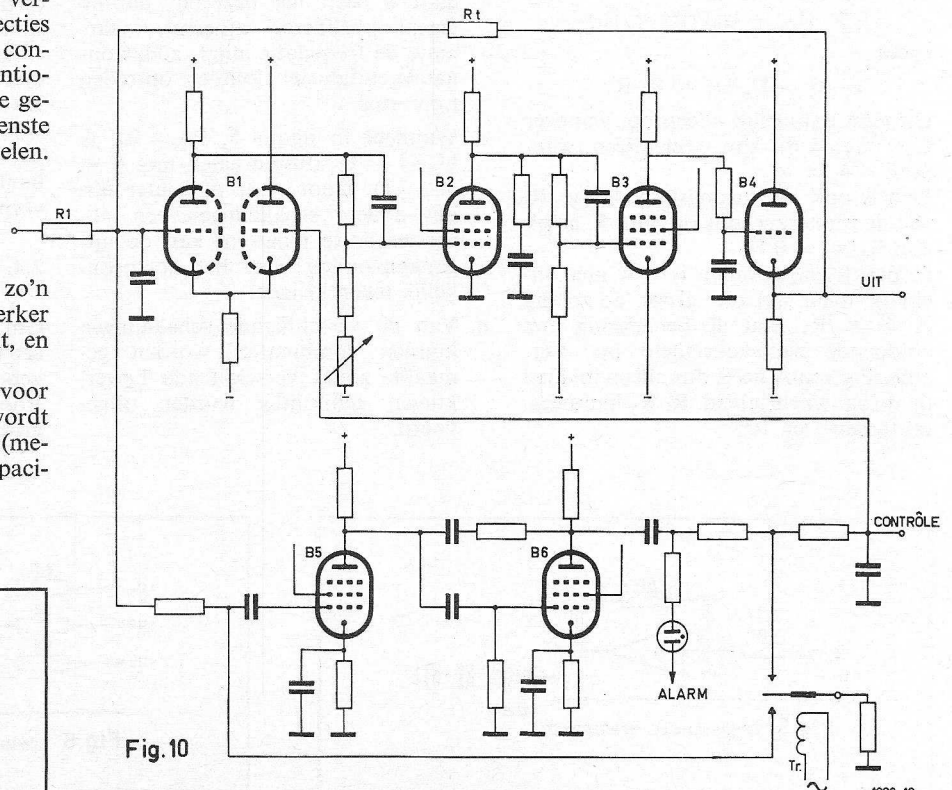 ver-
ecties
con-
ntio-
e ge-
enste
elen.
zo'n
erker
t, en
voor
wordt
(me-
paci-
Rt
+ + + + +
B1 B2 B3 B4
R1
UIT
+ +
CONTRÔLE
B5 B6
ALARM
Fig.10
Tr.